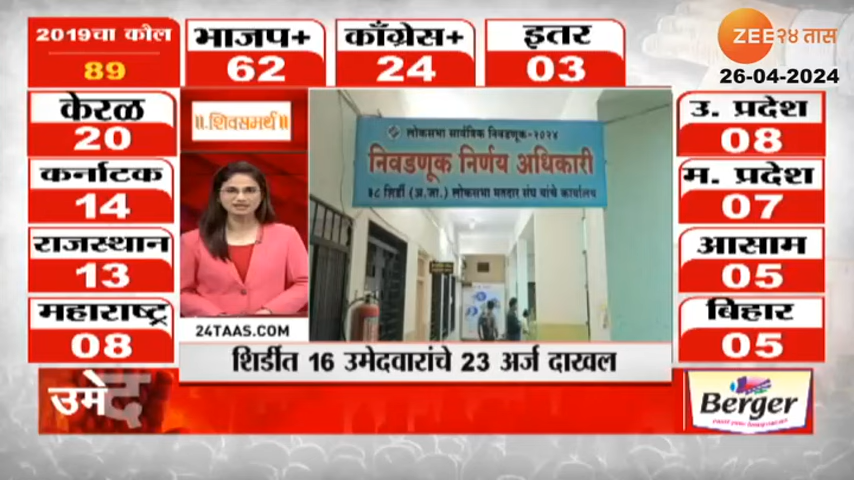 2019चा कौल
89
भाजप+
62
काँग्रेस+
24
इतर
03
ZEE २४ तास
26-04-2024
केरळ
20
कर्नाटक
14
राजस्थान
13
महाराष्ट्र
08
॥.शिवसमर्थ॥
24TAAS.COM
लोकसभा सार्वत्रिक निवडणूक-२०२४
निवडणूक निर्णय अधिकारी
३८ शिर्डी (अ.जा.) लोकसभा मतदार संघ यांचे कार्यालय
उ. प्रदेश
08
म. प्रदेश
07
आसाम
05
बिहार
05
शिर्डीत 16 उमेदवारांचे 23 अर्ज दाखल
उमेद
Berger